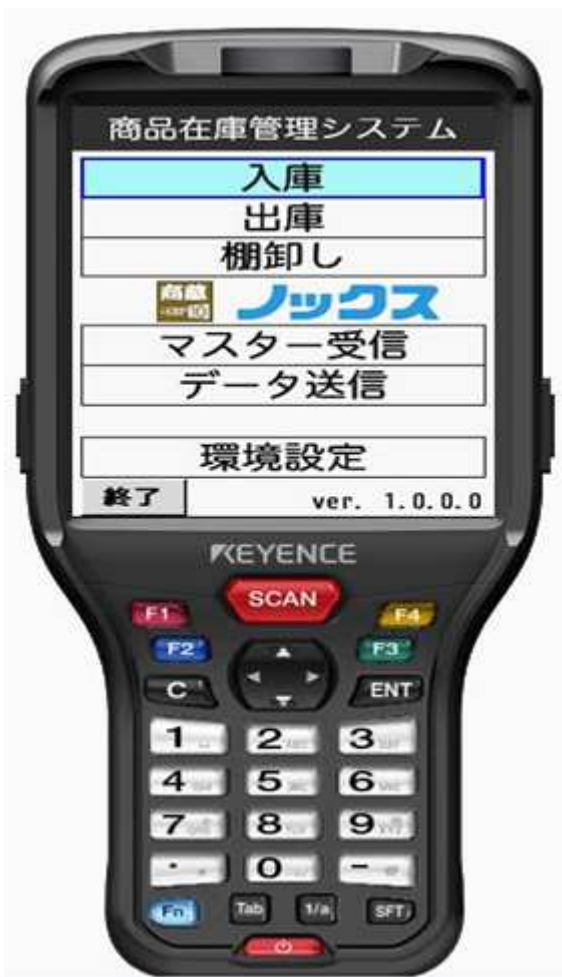 商品在庫管理システム
入庫
出庫
棚卸し
商蔵 ノックス
マスター受信
データ送信
環境設定
終了 ver. 1.0.0.0
KEYENCE
SCAN
F1 F4
F2 F3
C ENT
1 2 3
4 5 6
7 8 9
. 0 -
Fn Tab 1/a SFT